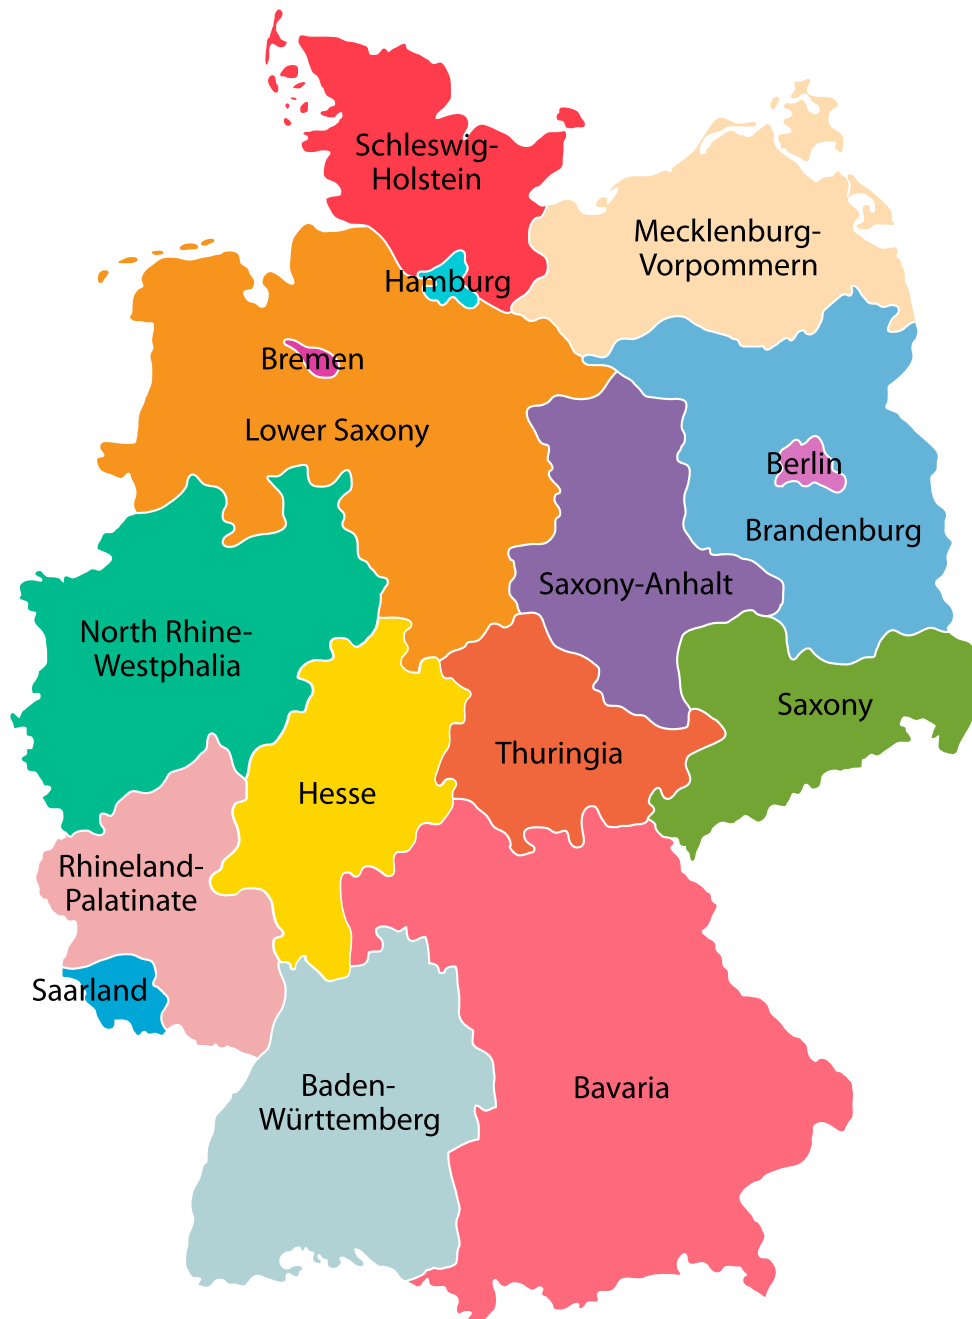 Schleswig-
Holstein
Mecklenburg-
Vorpommern
Hamburg
Bremen
Lower Saxony
Berlin
Brandenburg
Saxony-Anhalt
North Rhine-
Westphalia
Saxony
Thuringia
Hesse
Rhineland-
Palatinate
Saarland
Baden-
Württemberg
Bavaria